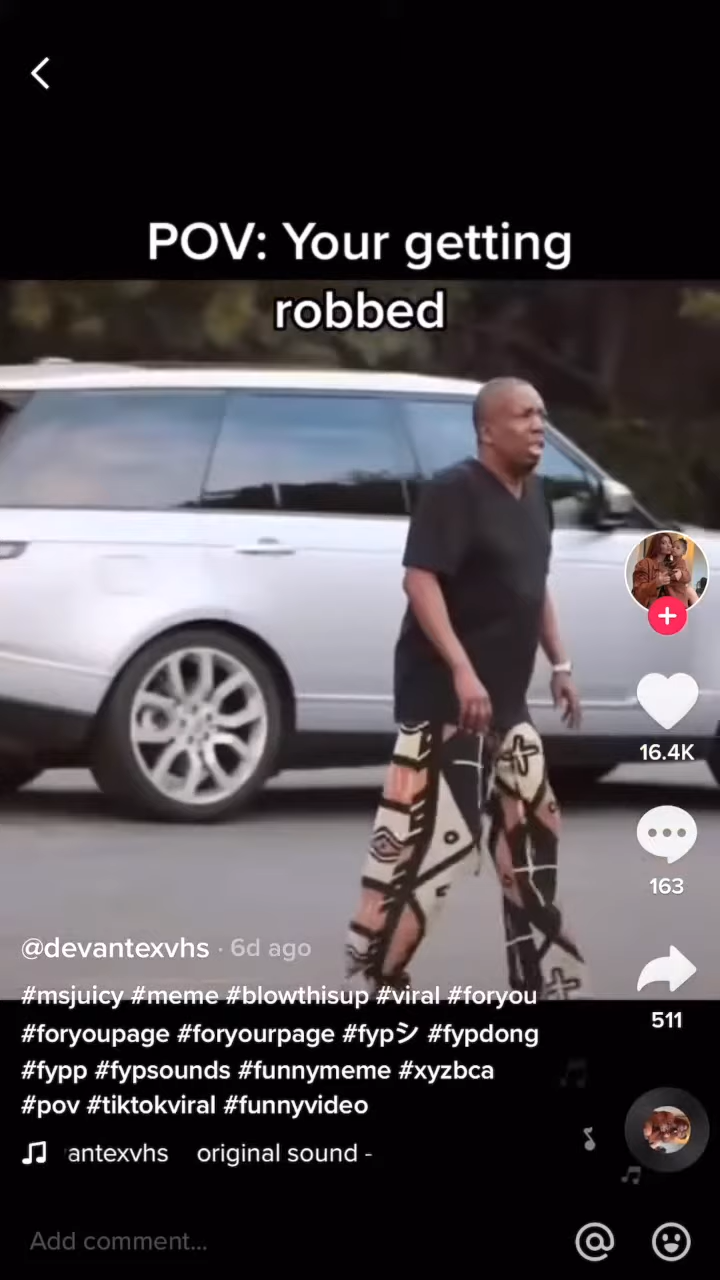 POV: Your getting
robbed
16.4K
163
@devantexvhs · 6d ago
#msjuicy #meme #blowthisup #viral #foryou
511
#foryoupage #foryourpage #fypシ #fypdong
#fypp #fypsounds #funnymeme #xyzbca
#pov #tiktokviral #funnyvideo
antexvhs original sound -
Add comment...